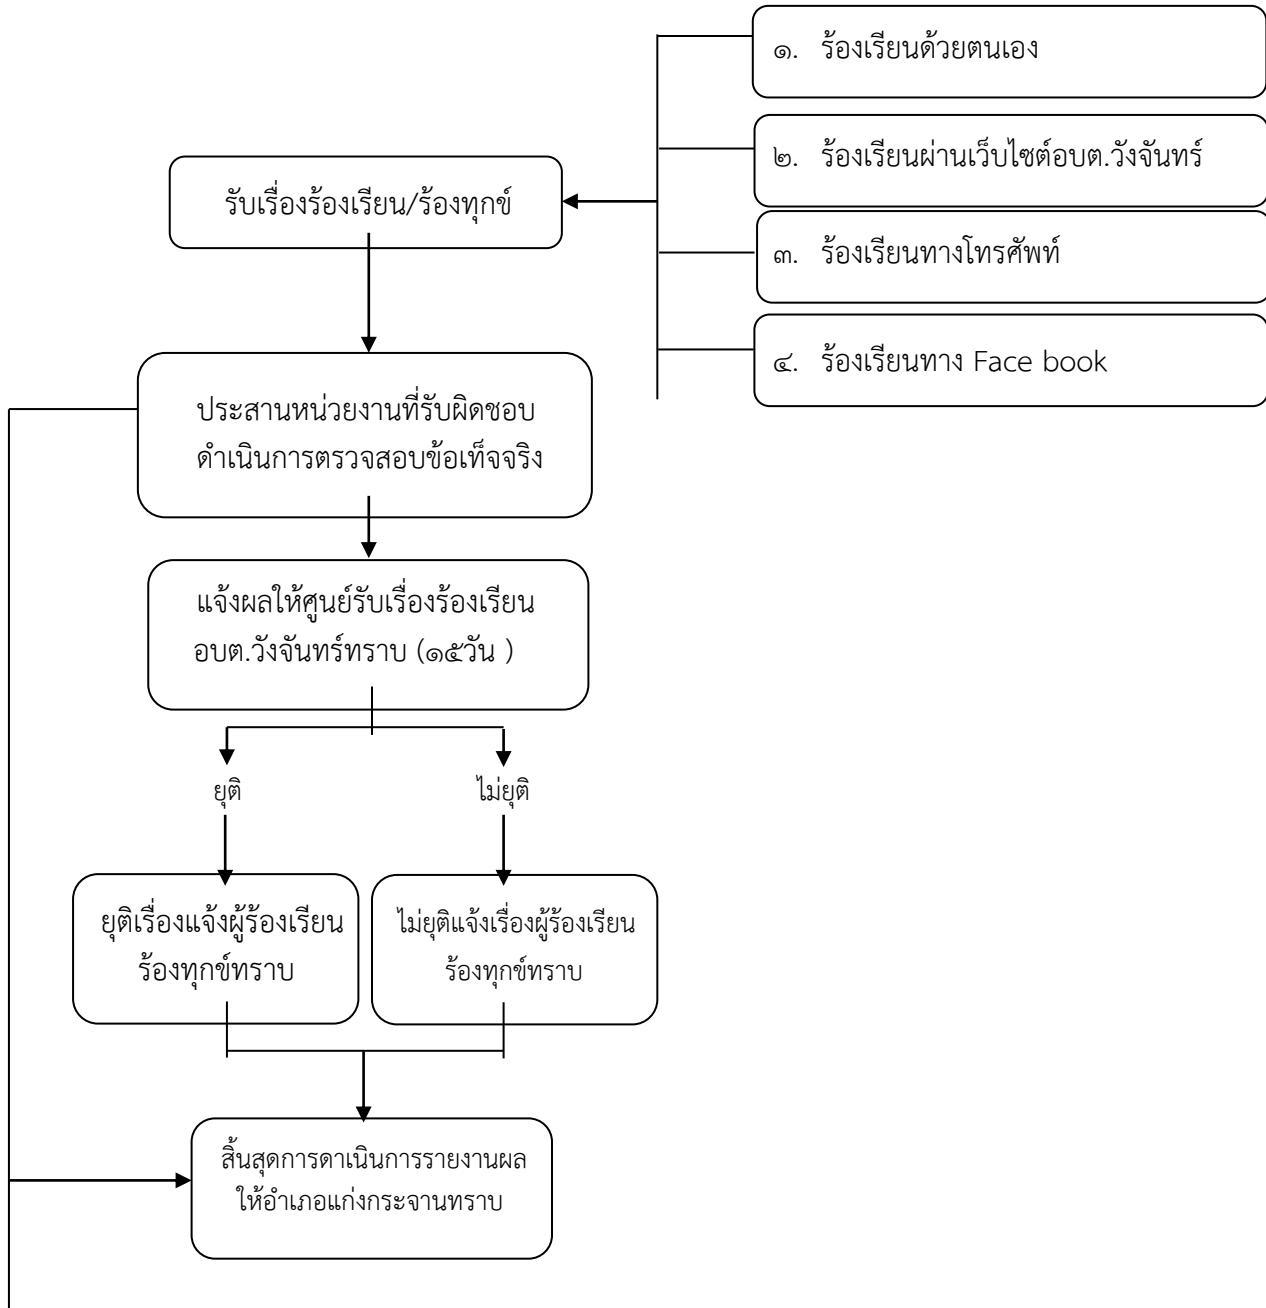 ๑. ร้องเรียนด้วยตนเอง
๒. ร้องเรียนผ่านเว็บไซต์อบต.วังจันทร์
รับเรื่องร้องเรียน/ร้องทุกข์
๓. ร้องเรียนทางโทรศัพท์
๔. ร้องเรียนทาง Face book
ประสานหน่วยงานที่รับผิดชอบ
ดำเนินการตรวจสอบข้อเท็จจริง
แจ้งผลให้ศูนย์รับเรื่องร้องเรียน
อบต.วังจันทร์ทราบ (๑๕วัน )
ยุติ
ไม่ยุติ
ยุติเรื่องแจ้งผู้ร้องเรียน
ร้องทุกข์ทราบ
ไม่ยุติแจ้งเรื่องผู้ร้องเรียน
ร้องทุกข์ทราบ
สิ้นสุดการดาเนินการรายงานผล
ให้อำเภอแก่งกระจานทราบ